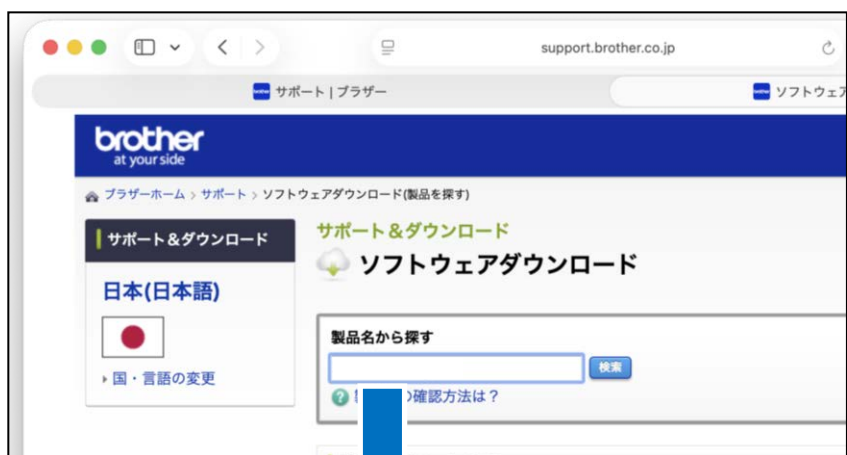 support.brother.co.jp
サポート | ブラザー
ソフトウェア
brother
at your side
ブラザーホーム > サポート > ソフトウェアダウンロード(製品を探す)
サポート＆ダウンロード
日本(日本語)
国・言語の変更
サポート＆ダウンロード
ソフトウェアダウンロード
製品名から探す
検索
の確認方法は？